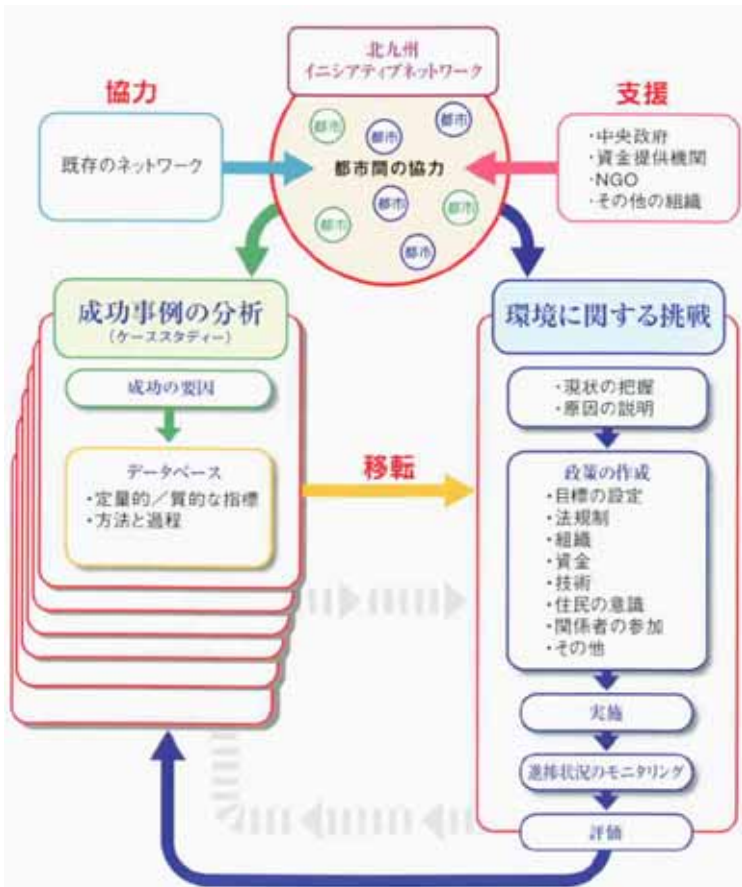 北九州
イニシアティブネットワーク
協力
既存のネットワーク
都市
都市
都市
都市間の協力
都市
都市
都市
都市
支援
・中央政府
・資金提供機関
・NGO
・その他の組織
成功事例の分析
（ケーススタディー）
成功の要因
データベース
・定量的／質的な指標
・方法と過程
移転
環境に関する挑戦
・現状の把握
・原因の説明
政策の作成
・目標の設定
・法規制
・組織
・資金
・技術
・住民の意識
・関係者の参加
・その他
実施
進捗状況のモニタリング
評価